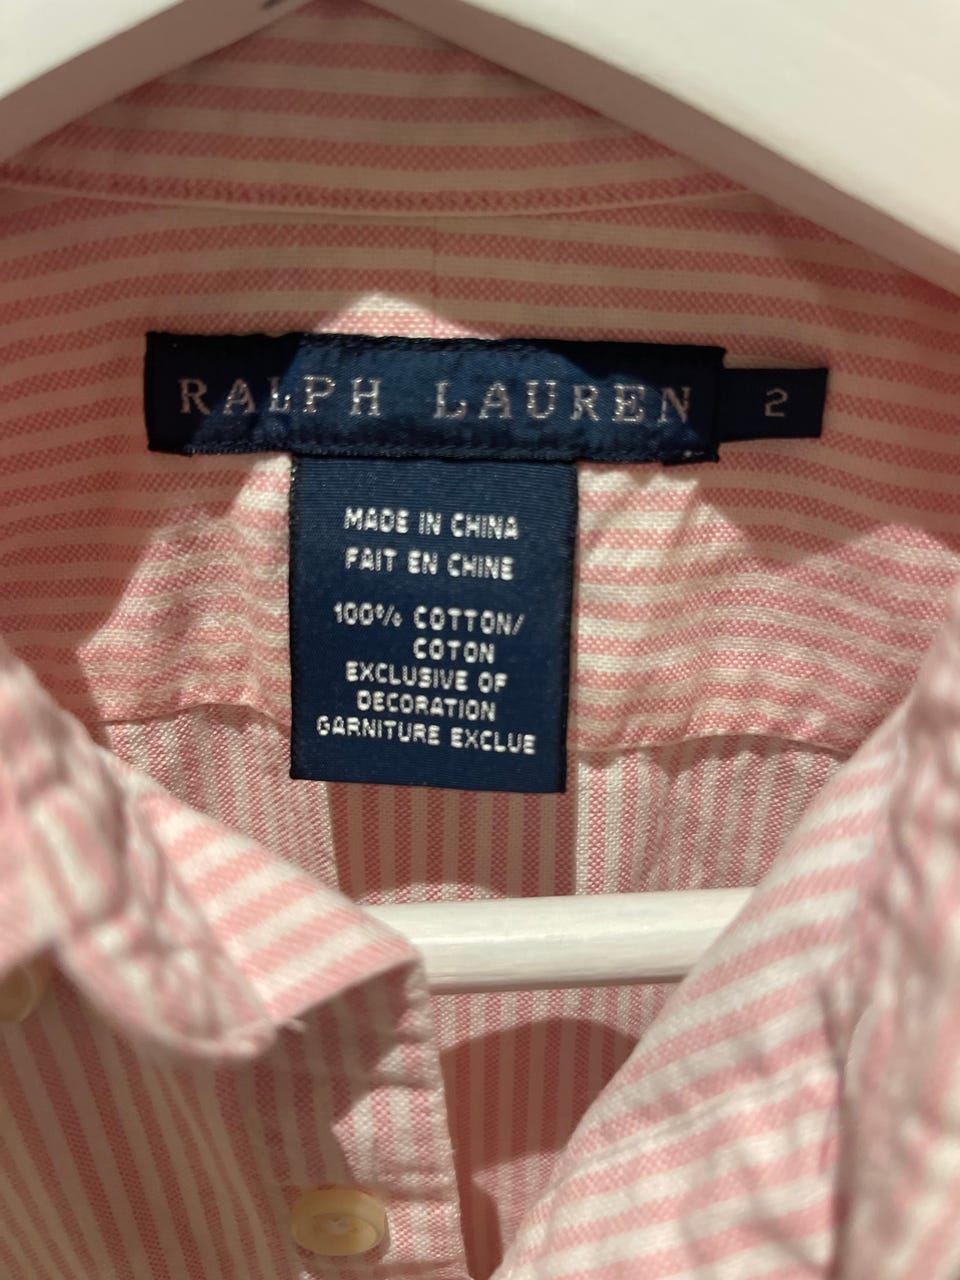 RALPH LAUREN
2
MADE IN CHINA
FAIT EN CHINE
100% COTTON/
COTON
EXCLUSIVE OF
DECORATION
GARNITURE EXCLUE